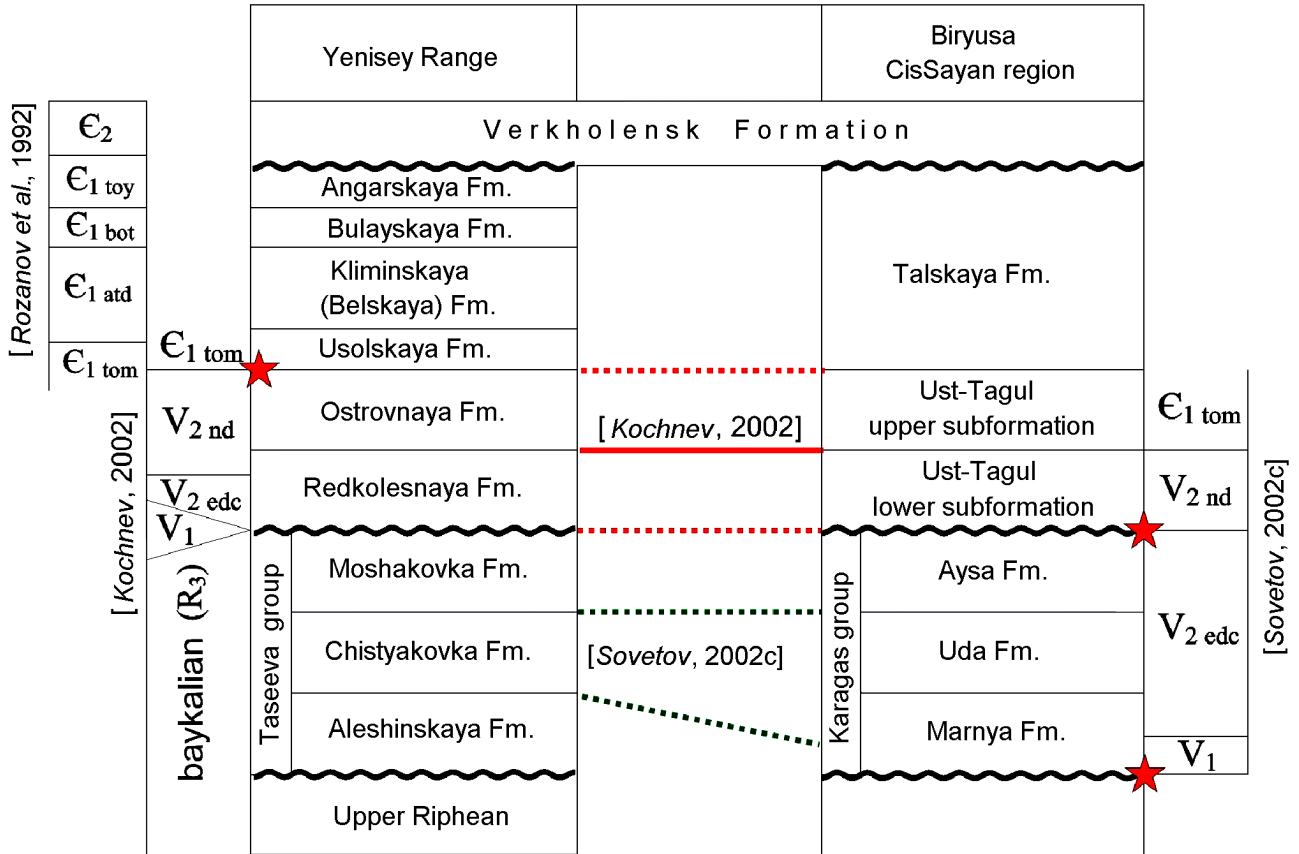 Yenisey Range
Biryusa
CisSayan region
Verkholensk Formation
[Rozanov et al., 1992]
Є2
Є1 toy
Є1 bot
Є1 atd
Є1 tom
[Kochnev, 2002]
Є1 tom
V2 nd
V2 edc
V1
baykalian (R3)
Angarskaya Fm.
Bulayskaya Fm.
Kliminskaya
(Belskaya) Fm.
Usolskaya Fm.
Ostrovnaya Fm.
Redkolesnaya Fm.
Taseeva group
Moshakovka Fm.
Chistyakovka Fm.
Aleshinskaya Fm.
Upper Riphean
[Kochnev, 2002]
[Sovetov, 2002c]
Talskaya Fm.
Ust-Tagul
upper subformation
Ust-Tagul
lower subformation
Karagas group
Aysa Fm.
Uda Fm.
Marnya Fm.
Є1 tom
V2 nd
V2 edc
V1
[Sovetov, 2002c]